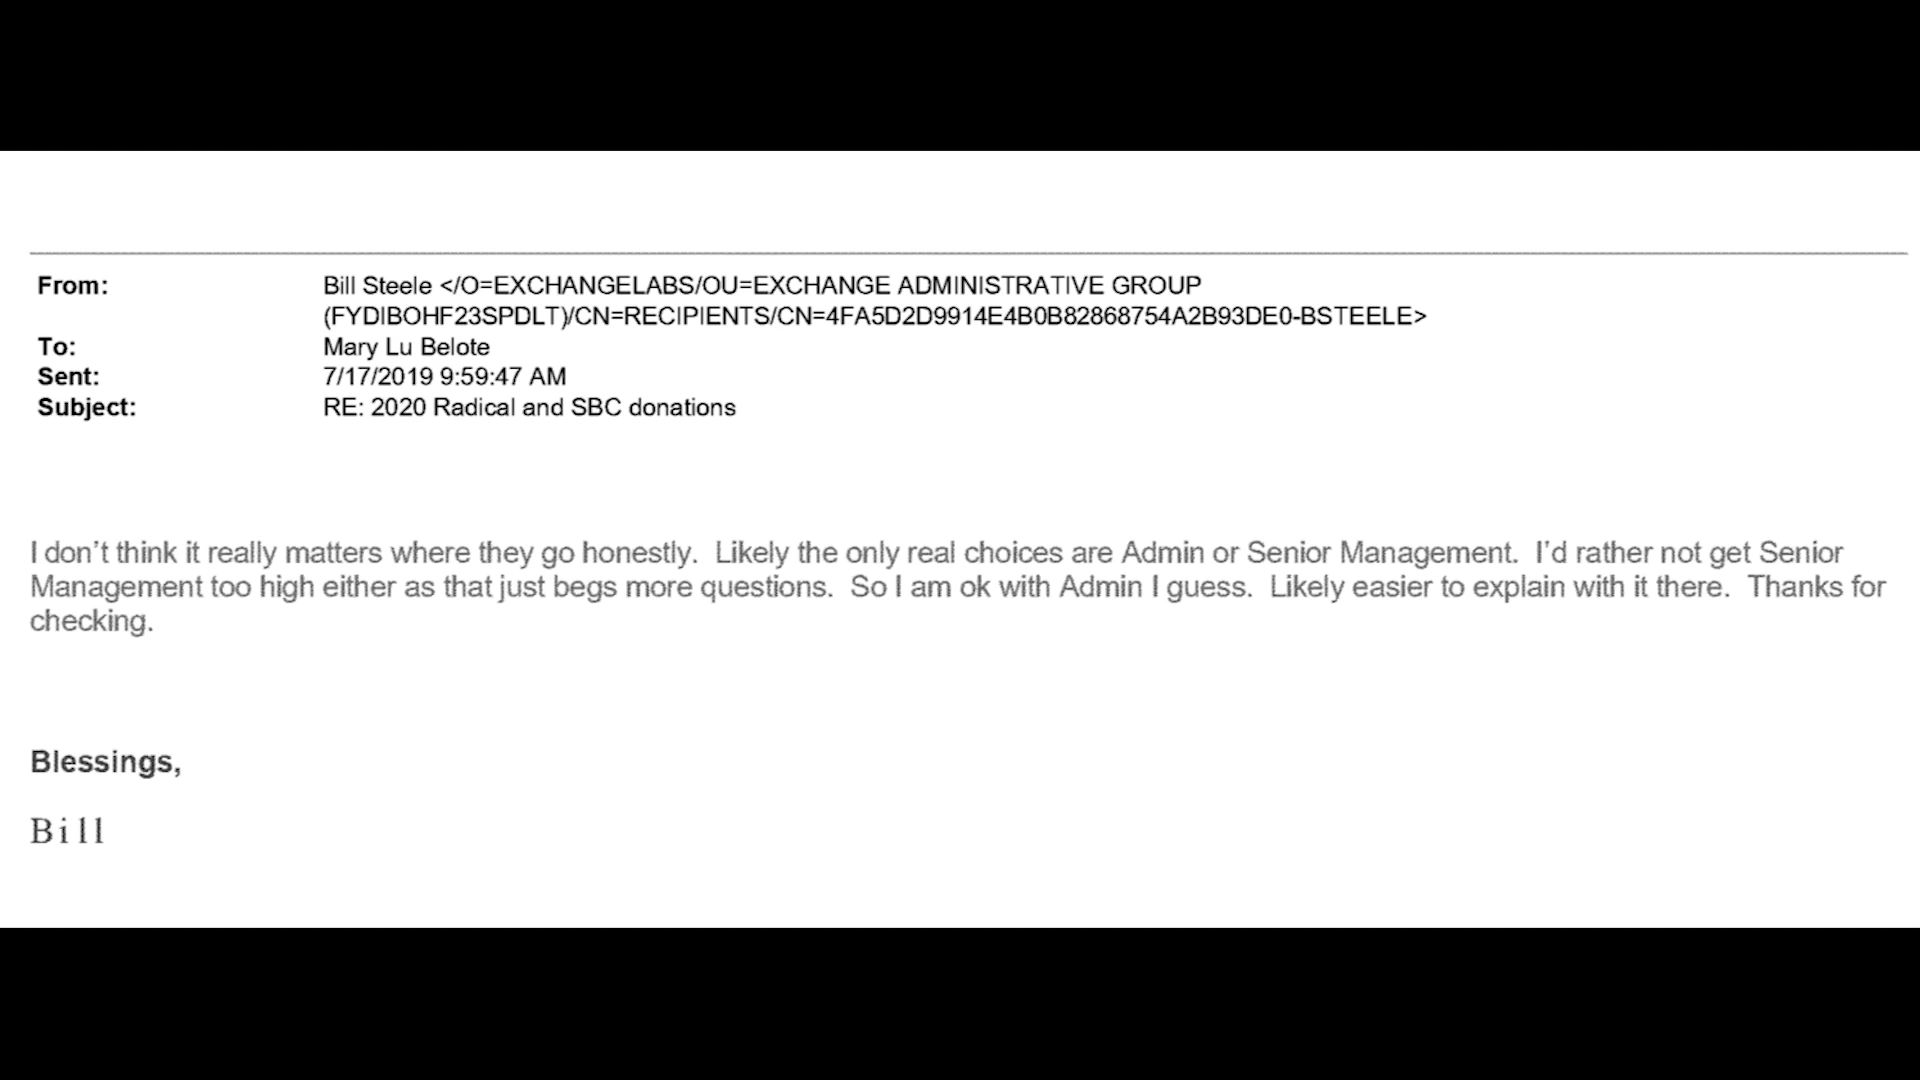 From: Bill Steele </O=EXCHANGELABS/OU=EXCHANGE ADMINISTRATIVE GROUP
(FYDIBOHF23SPDLT)/CN=RECIPIENTS/CN=4FA5D2D9914E4B0B82868754A2B93DE0-BSTEELE>
To: Mary Lu Belote
Sent: 7/17/2019 9:59:47 AM
Subject: RE: 2020 Radical and SBC donations
I don't think it really matters where they go honestly.  Likely the only real choices are Admin or Senior Management.  I'd rather not get Senior
Management too high either as that just begs more questions.  So I am ok with Admin I guess.  Likely easier to explain with it there.  Thanks for
checking.
Blessings,
Bill